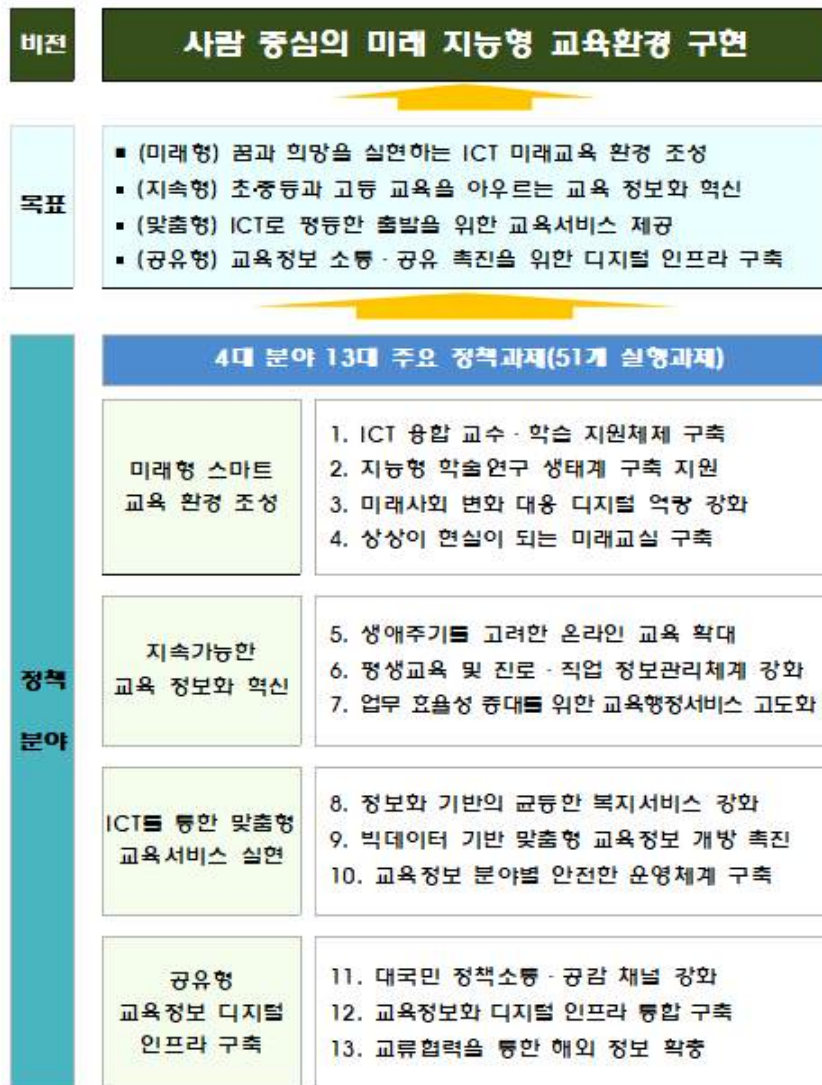 비전
사람 중심의 미래 지능형 교육환경 구현
목표
▪ (미래형) 꿈과 희망을 실현하는 ICT 미래교육 환경 조성
▪ (지속형) 초·중등과 고등 교육을 아우르는 교육 정보화 혁신
▪ (맞춤형) ICT로 평등한 출발을 위한 교육서비스 제공
▪ (공유형) 교육정보 소통·공유 촉진을 위한 디지털 인프라 구축
정책
분야
4대 분야 13대 주요 정책과제(51개 실행과제)
미래형 스마트
교육 환경 조성
1. ICT 융합 교수·학습 지원체제 구축
2. 지능형 학술연구 생태계 구축 지원
3. 미래사회 변화 대응 디지털 역량 강화
4. 상상이 현실이 되는 미래교실 구축
지속가능한
교육 정보화 혁신
5. 생애주기를 고려한 온라인 교육 확대
6. 평생교육 및 진로·직업 정보관리체계 강화
7. 업무 효율성 증대를 위한 교육행정서비스 고도화
ICT를 통한 맞춤형
교육서비스 실현
8. 정보화 기반의 균등한 복지서비스 강화
9. 빅데이터 기반 맞춤형 교육정보 개방 촉진
10. 교육정보 분야별 안전한 운영체계 구축
공유형
교육정보 디지털
인프라 구축
11. 대국민 정책소통·공감 채널 강화
12. 교육정보화 디지털 인프라 통합 구축
13. 교류협력을 통한 해외 정보 확충